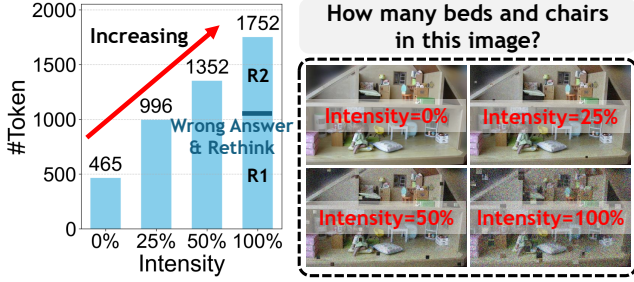 #Token
2000
1500
1000
500
0
Increasing
465
996
1352
1752
R2
Wrong Answer
& Rethink
R1
0%
25%
50%
100%
Intensity
How many beds and chairs
in this image?
Intensity=0%
Intensity=25%
Intensity=50%
Intensity=100%